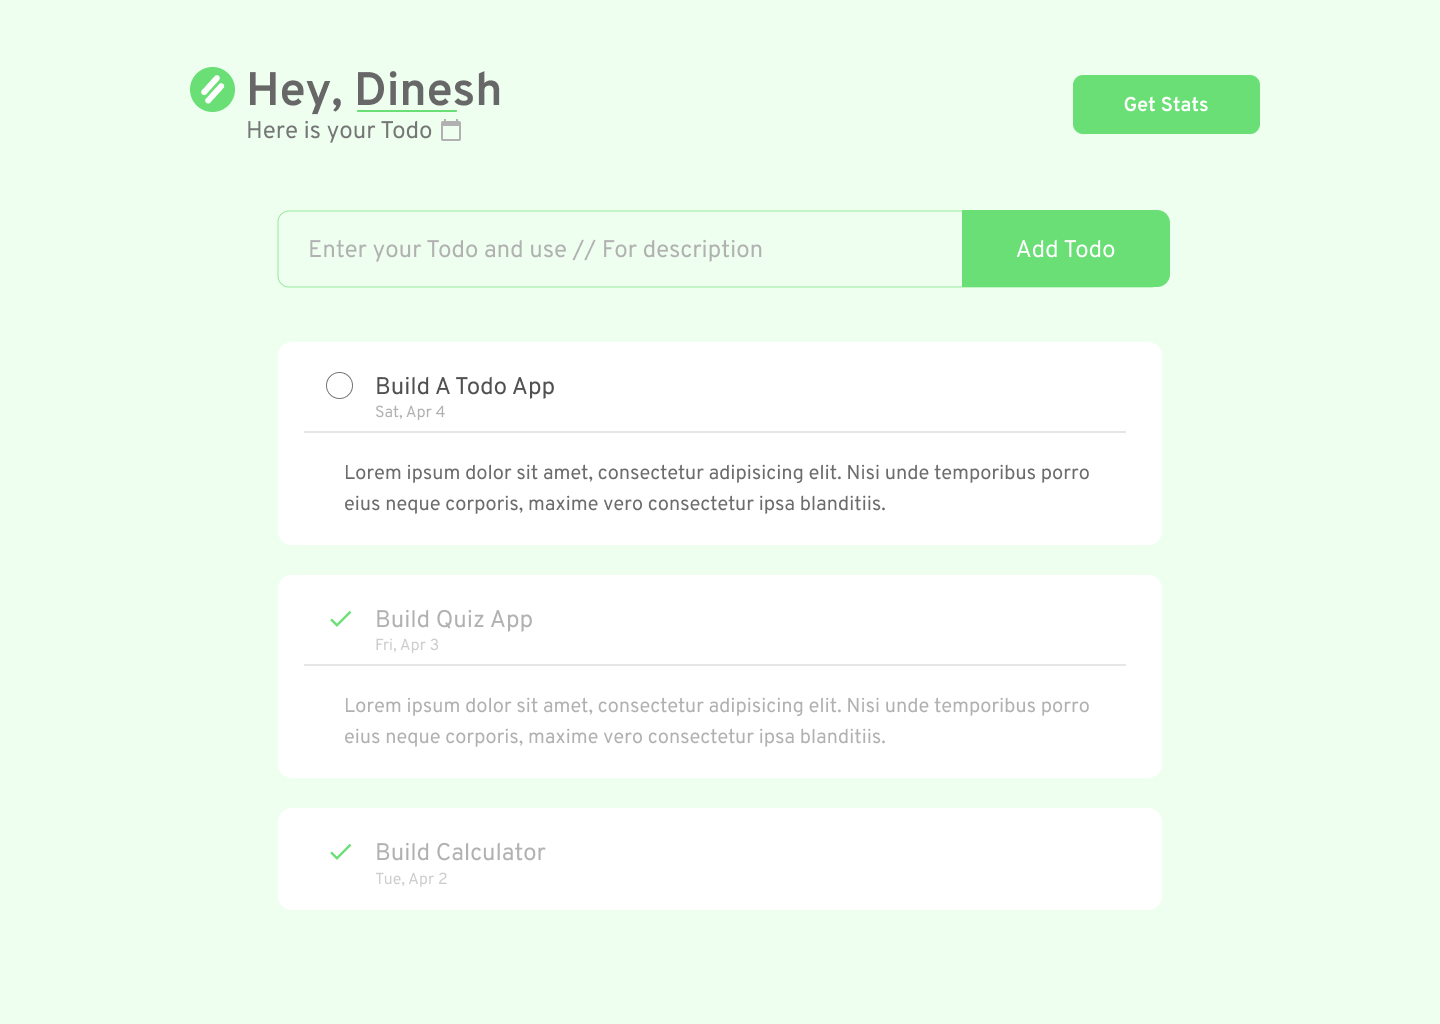 Hey, Dinesh
Here is your Todo
Get Stats
Enter your Todo and use // For description
Add Todo
Build A Todo App
Sat, Apr 4
Lorem ipsum dolor sit amet, consectetur adipisicing elit. Nisi unde temporibus porro
eius neque corporis, maxime vero consectetur ipsa blanditiis.
Build Quiz App
Fri, Apr 3
Lorem ipsum dolor sit amet, consectetur adipisicing elit. Nisi unde temporibus porro
eius neque corporis, maxime vero consectetur ipsa blanditiis.
Build Calculator
Tue, Apr 2